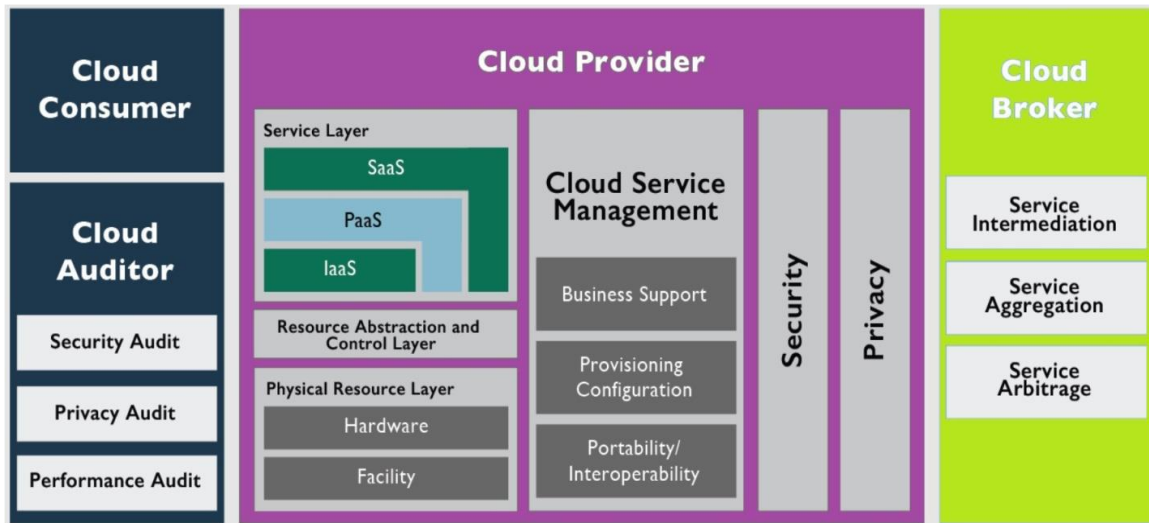 Cloud
Consumer
Cloud
Auditor
Security Audit
Privacy Audit
Performance Audit
Cloud Provider
Service Layer
SaaS
PaaS
IaaS
Resource Abstraction and
Control Layer
Physical Resource Layer
Hardware
Facility
Cloud Service
Management
Business Support
Provisioning
Configuration
Portability/
Interoperability
Security
Privacy
Cloud
Broker
Service
Intermediation
Service
Aggregation
Service
Arbitrage